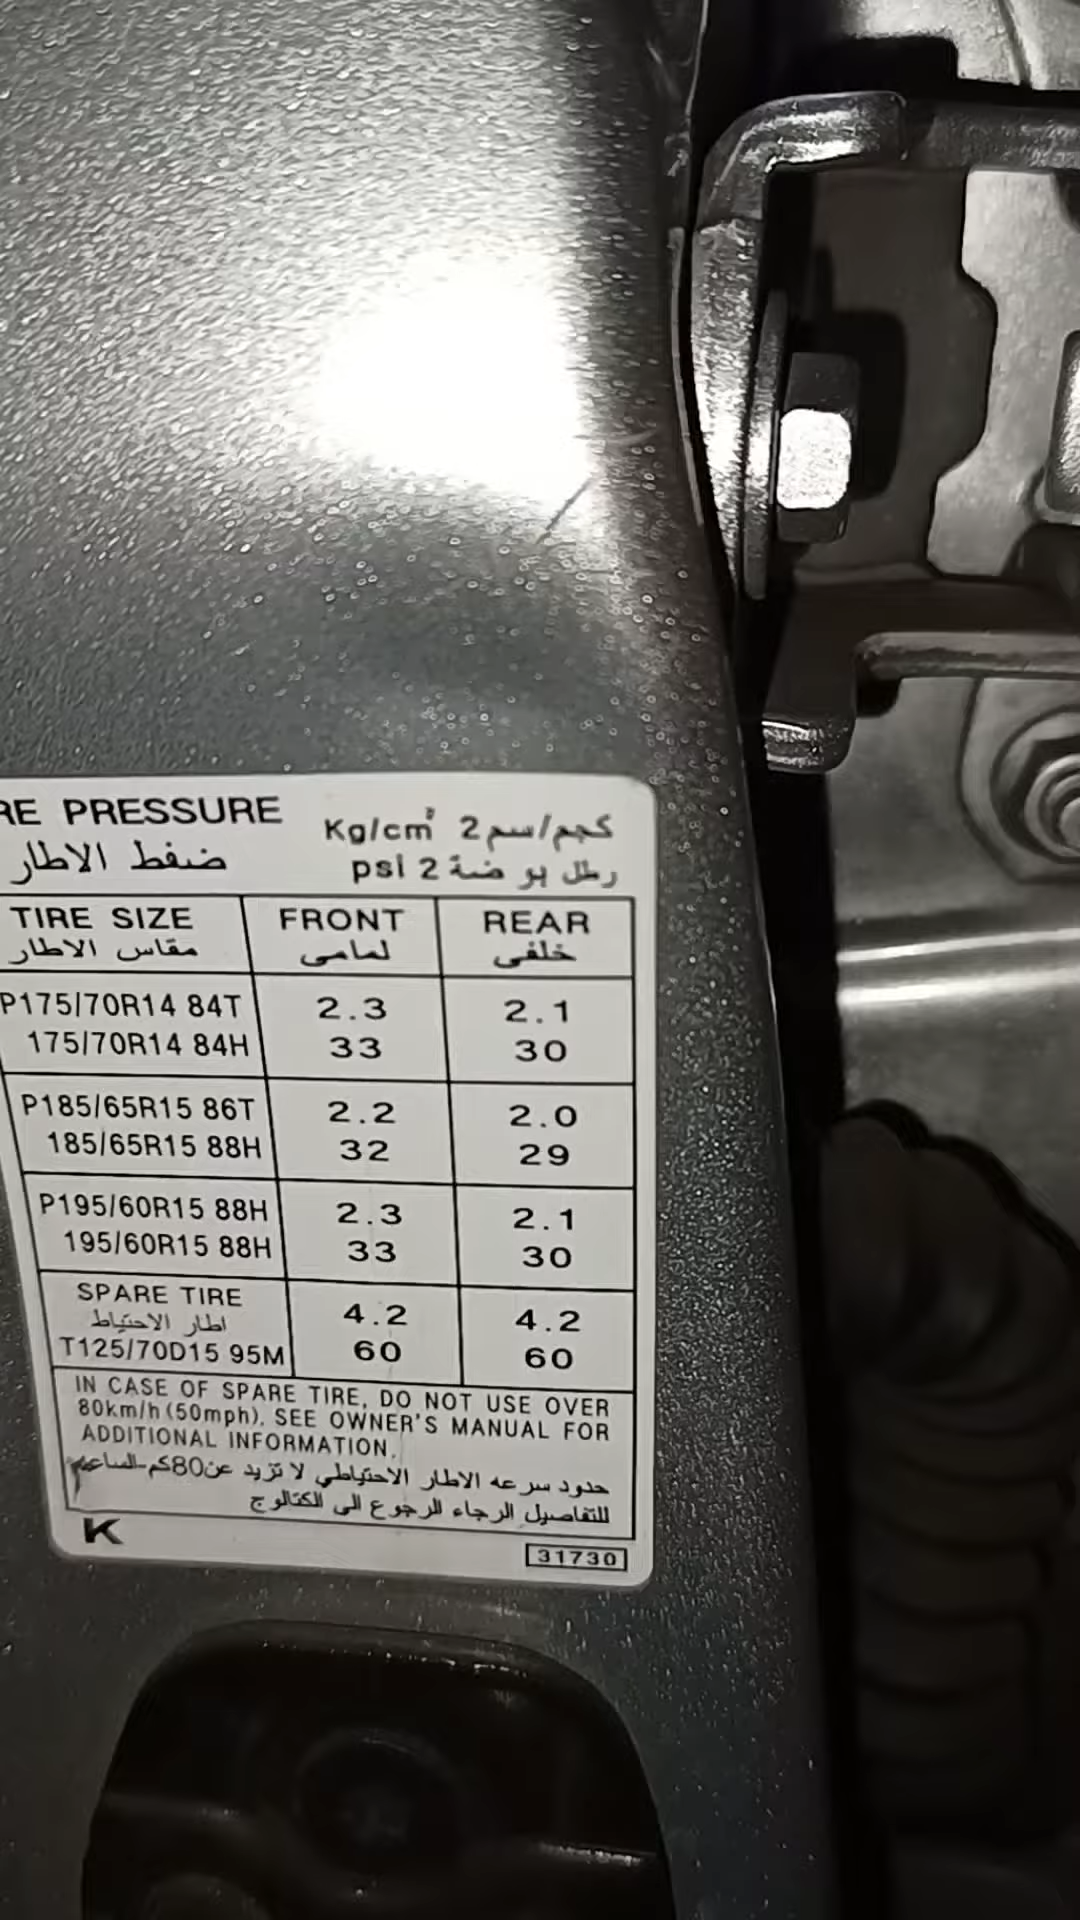 RE PRESSURE
ضغط الاطار
Kg/cm² كجم/سم 2
psi رطل بو ضة 2
TIRE SIZE FRONT REAR
مقاس الاطار لمامى خلفى
P175/70R14 84T 2.3 2.1
175/70R14 84H 33 30
P185/65R15 86T 2.2 2.0
185/65R15 88H 32 29
P195/60R15 88H 2.3 2.1
195/60R15 88H 33 30
SPARE TIRE 4.2 4.2
اطار الاحتياط
T125/70D15 95M 60 60
IN CASE OF SPARE TIRE, DO NOT USE OVER
80km/h (50mph). SEE OWNER'S MANUAL FOR
ADDITIONAL INFORMATION.
حدود سرعه الاطار الاحتياطي لا تزيد عن 80كم-الساعه
للتفاصيل الرجاء الرجوع الى الكتالوج
K
31730